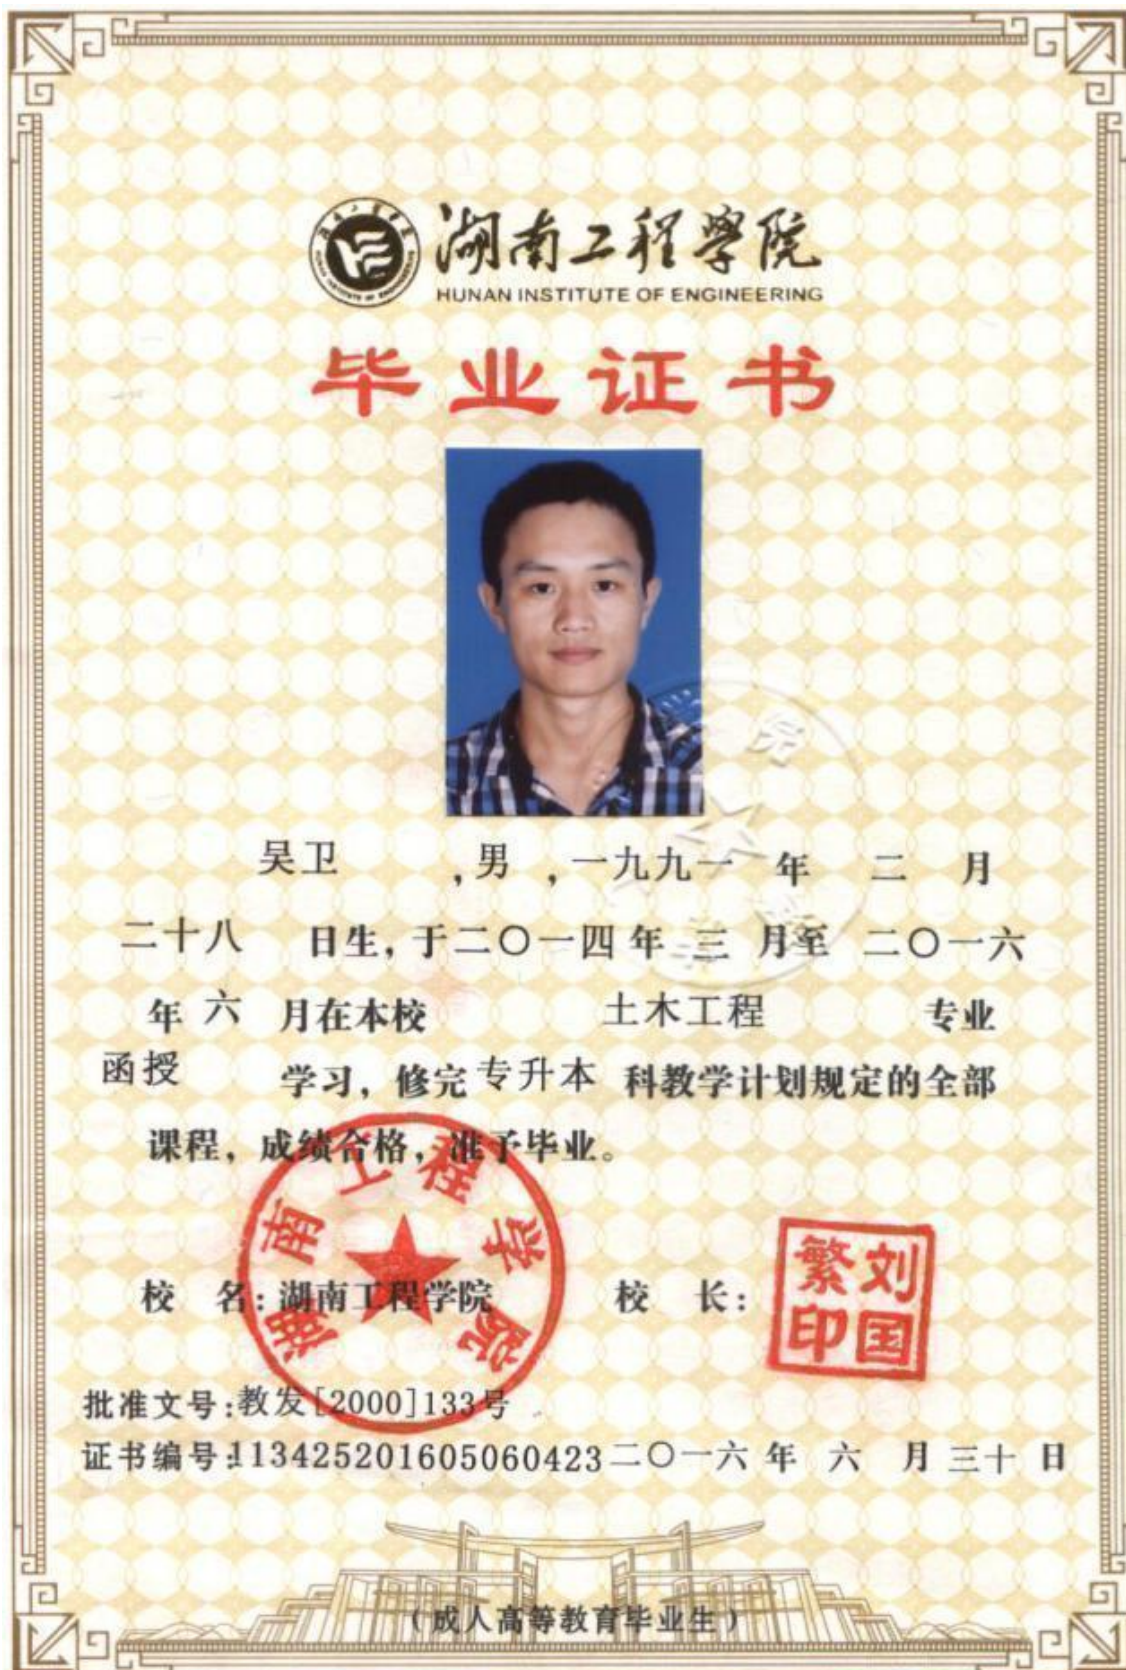 湖南工程學院
HUNAN INSTITUTE OF ENGINEERING
毕业证书
吴卫 ,男 ,一九九一 年 二 月
二十八 日生,于二〇一四年 三 月至 二〇一六
年 六 月在本校 土木工程 专业
函授 学习, 修完 专升本 科教学计划规定的全部
课程, 成绩合格, 准予毕业。
湖南工程学院
校 名: 湖南工程学院 校 长:
刘国繁印
批准文号:教发[2000]133号
证书编号:113425201605060423 二〇一六 年 六 月 三十 日
(成人高等教育毕业生)